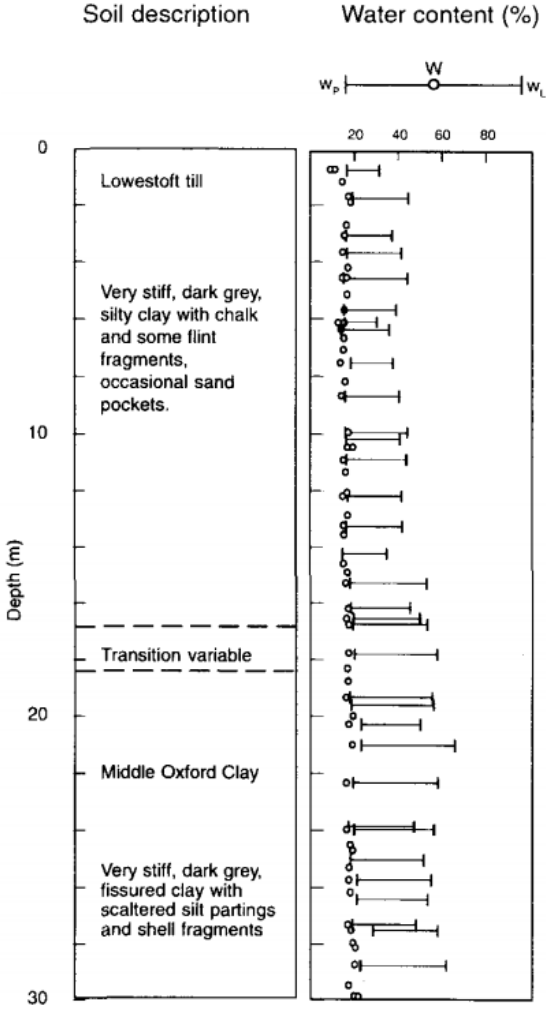 Soil description
Water content (%)
W
Wₚ
W_L
20 40 60 80
0
Lowestoft till
Very stiff, dark grey,
silty clay with chalk
and some flint
fragments,
occasional sand
pockets.
10
Depth (m)
Transition variable
20
Middle Oxford Clay
Very stiff, dark grey,
fissured clay with
scaltered silt partings
and shell fragments
30